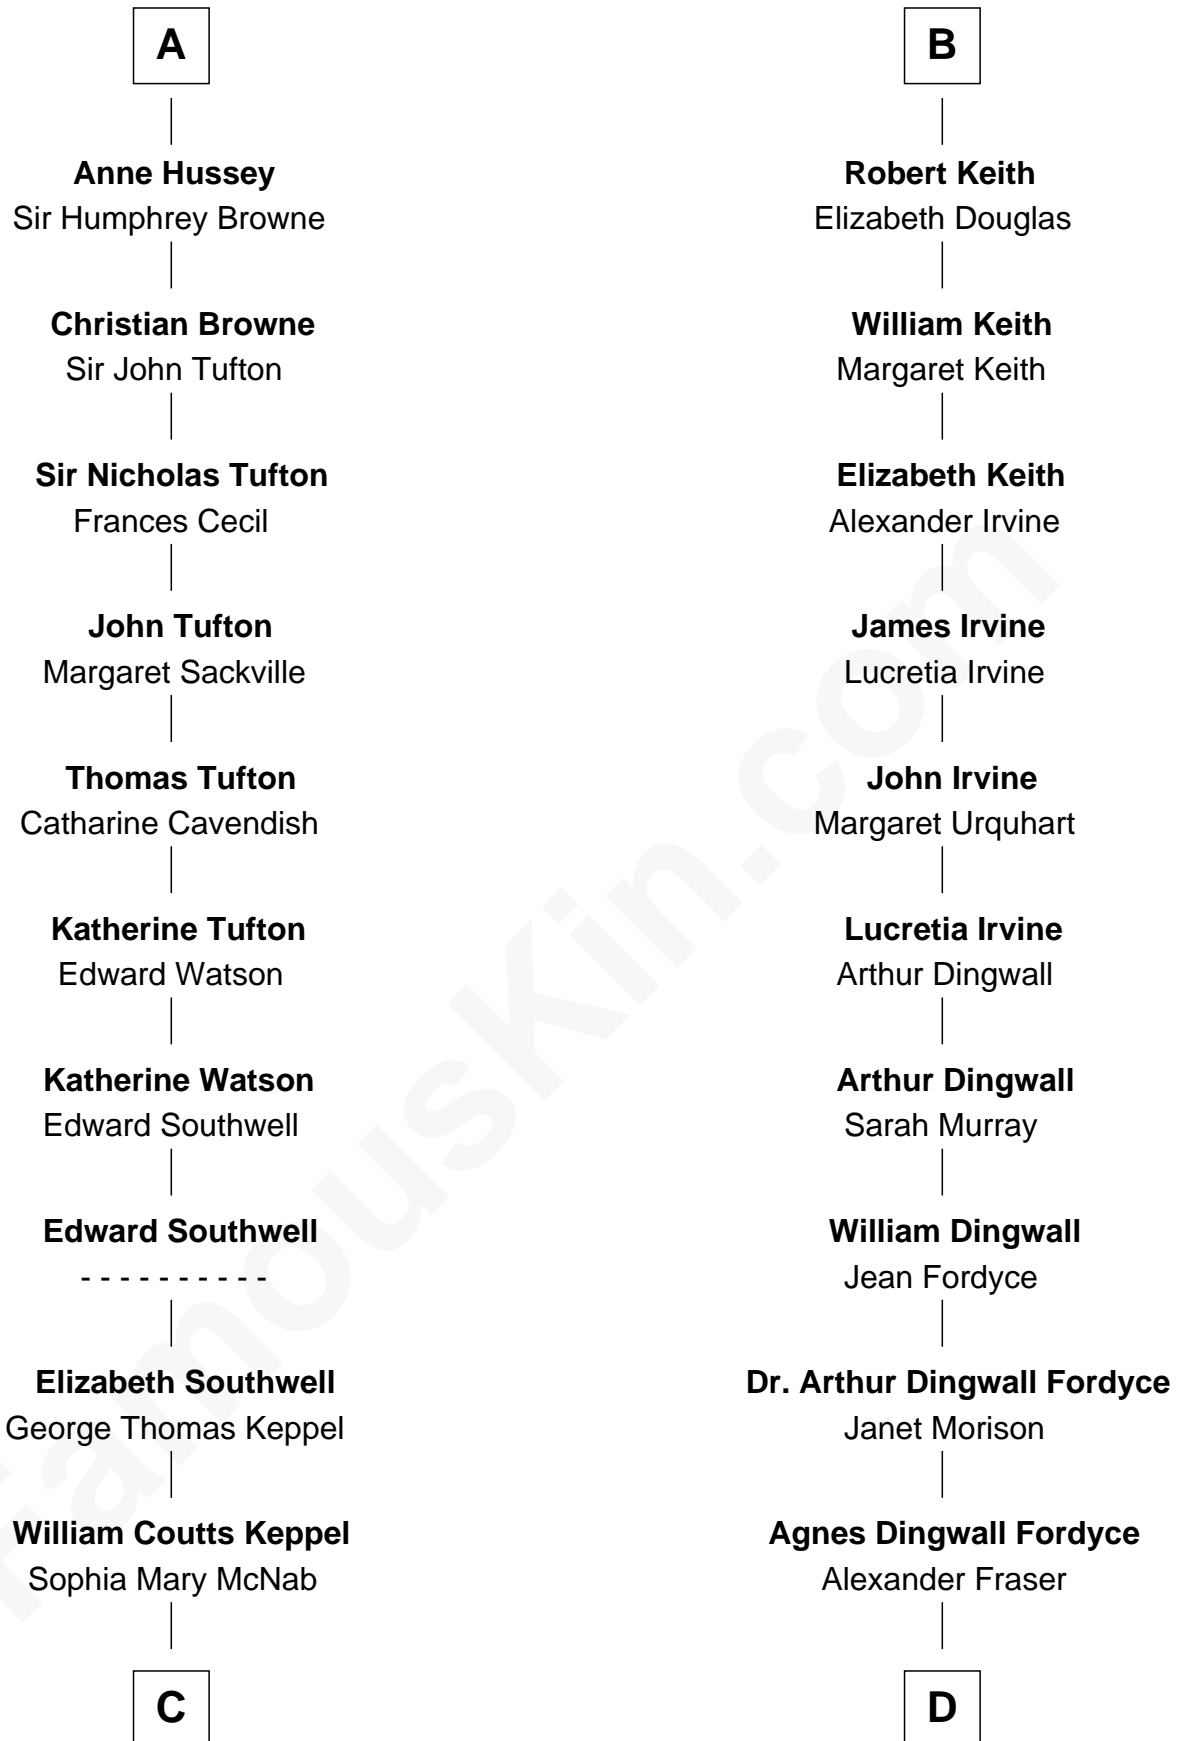 A
Anne Hussey
Sir Humphrey Browne
Christian Browne
Sir John Tufton
Sir Nicholas Tufton
Frances Cecil
John Tufton
Margaret Sackville
Thomas Tufton
Catharine Cavendish
Katherine Tufton
Edward Watson
Katherine Watson
Edward Southwell
Edward Southwell
- - - - - - - - - -
Elizabeth Southwell
George Thomas Keppel
William Coutts Keppel
Sophia Mary McNab
C
B
Robert Keith
Elizabeth Douglas
William Keith
Margaret Keith
Elizabeth Keith
Alexander Irvine
James Irvine
Lucretia Irvine
John Irvine
Margaret Urquhart
Lucretia Irvine
Arthur Dingwall
Arthur Dingwall
Sarah Murray
William Dingwall
Jean Fordyce
Dr. Arthur Dingwall Fordyce
Janet Morison
Agnes Dingwall Fordyce
Alexander Fraser
D
FamousKin.com